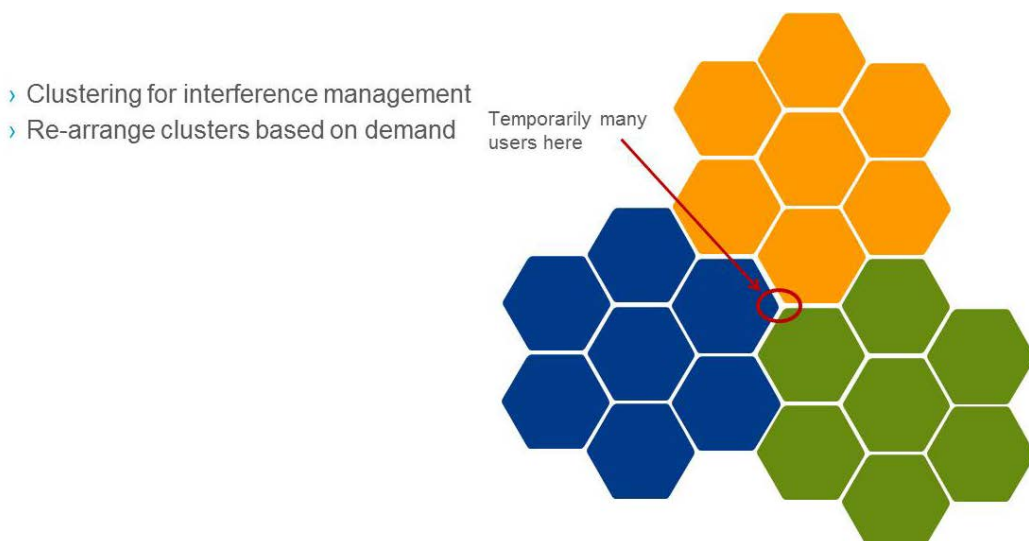 › Clustering for interference management
› Re-arrange clusters based on demand
Temporarily many
users here